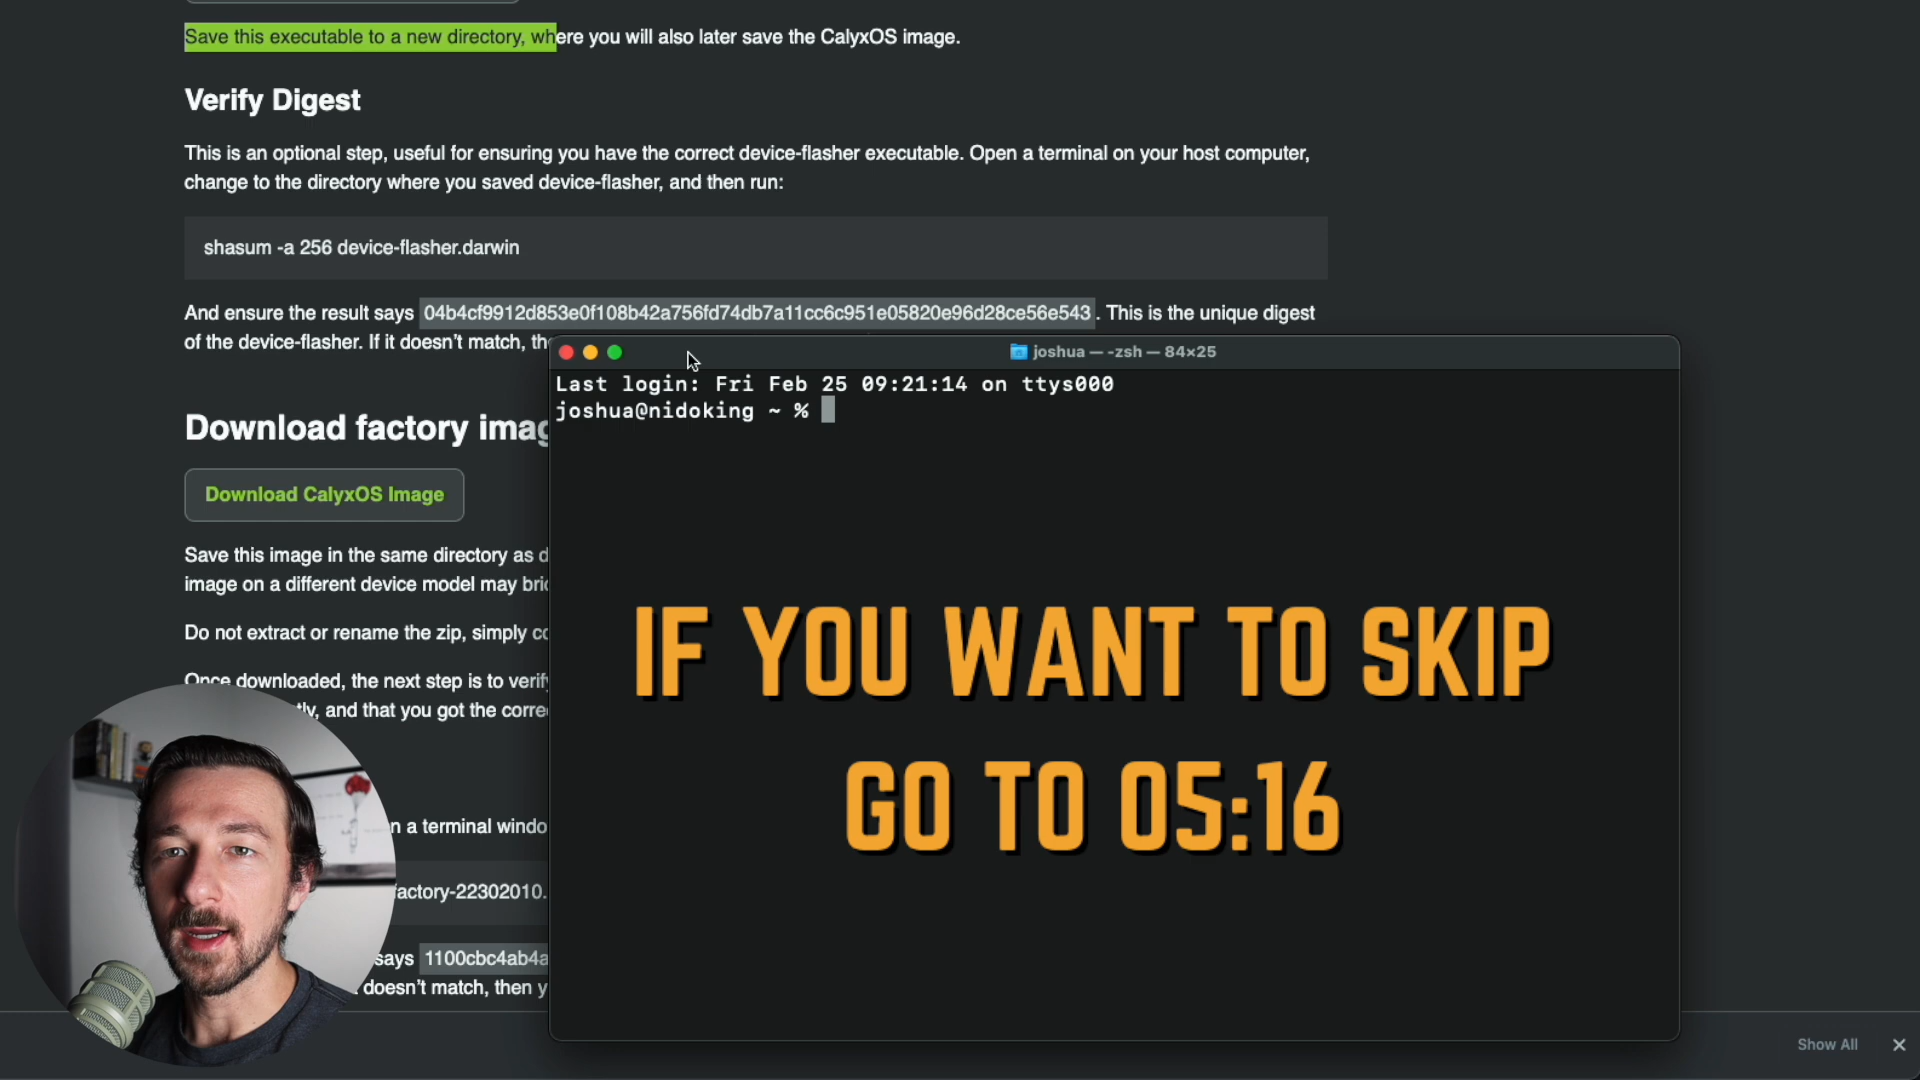 Save this executable to a new directory, where you will also later save the CalyxOS image.
Verify Digest
This is an optional step, useful for ensuring you have the correct device-flasher executable. Open a terminal on your host computer,
change to the directory where you saved device-flasher, and then run:
shasum -a 256 device-flasher.darwin
And ensure the result says 04b4cf9912d853e0f108b42a756fd74db7a11cc6c951e05820e96d28ce56e543. This is the unique digest
of the device-flasher. If it doesn't match, the
joshua — -zsh — 84×25
Last login: Fri Feb 25 09:21:14 on ttys000
joshua@nidoking ~ %
Download factory imag
Download CalyxOS Image
Save this image in the same directory as d
image on a different device model may bric
Do not extract or rename the zip, simply co
Once downloaded, the next step is to verify
tly, and that you got the corre
IF YOU WANT TO SKIP
GO TO 05:16
n a terminal windo
factory-22302010.
says 1100cbc4ab4a
doesn't match, then y
Show All